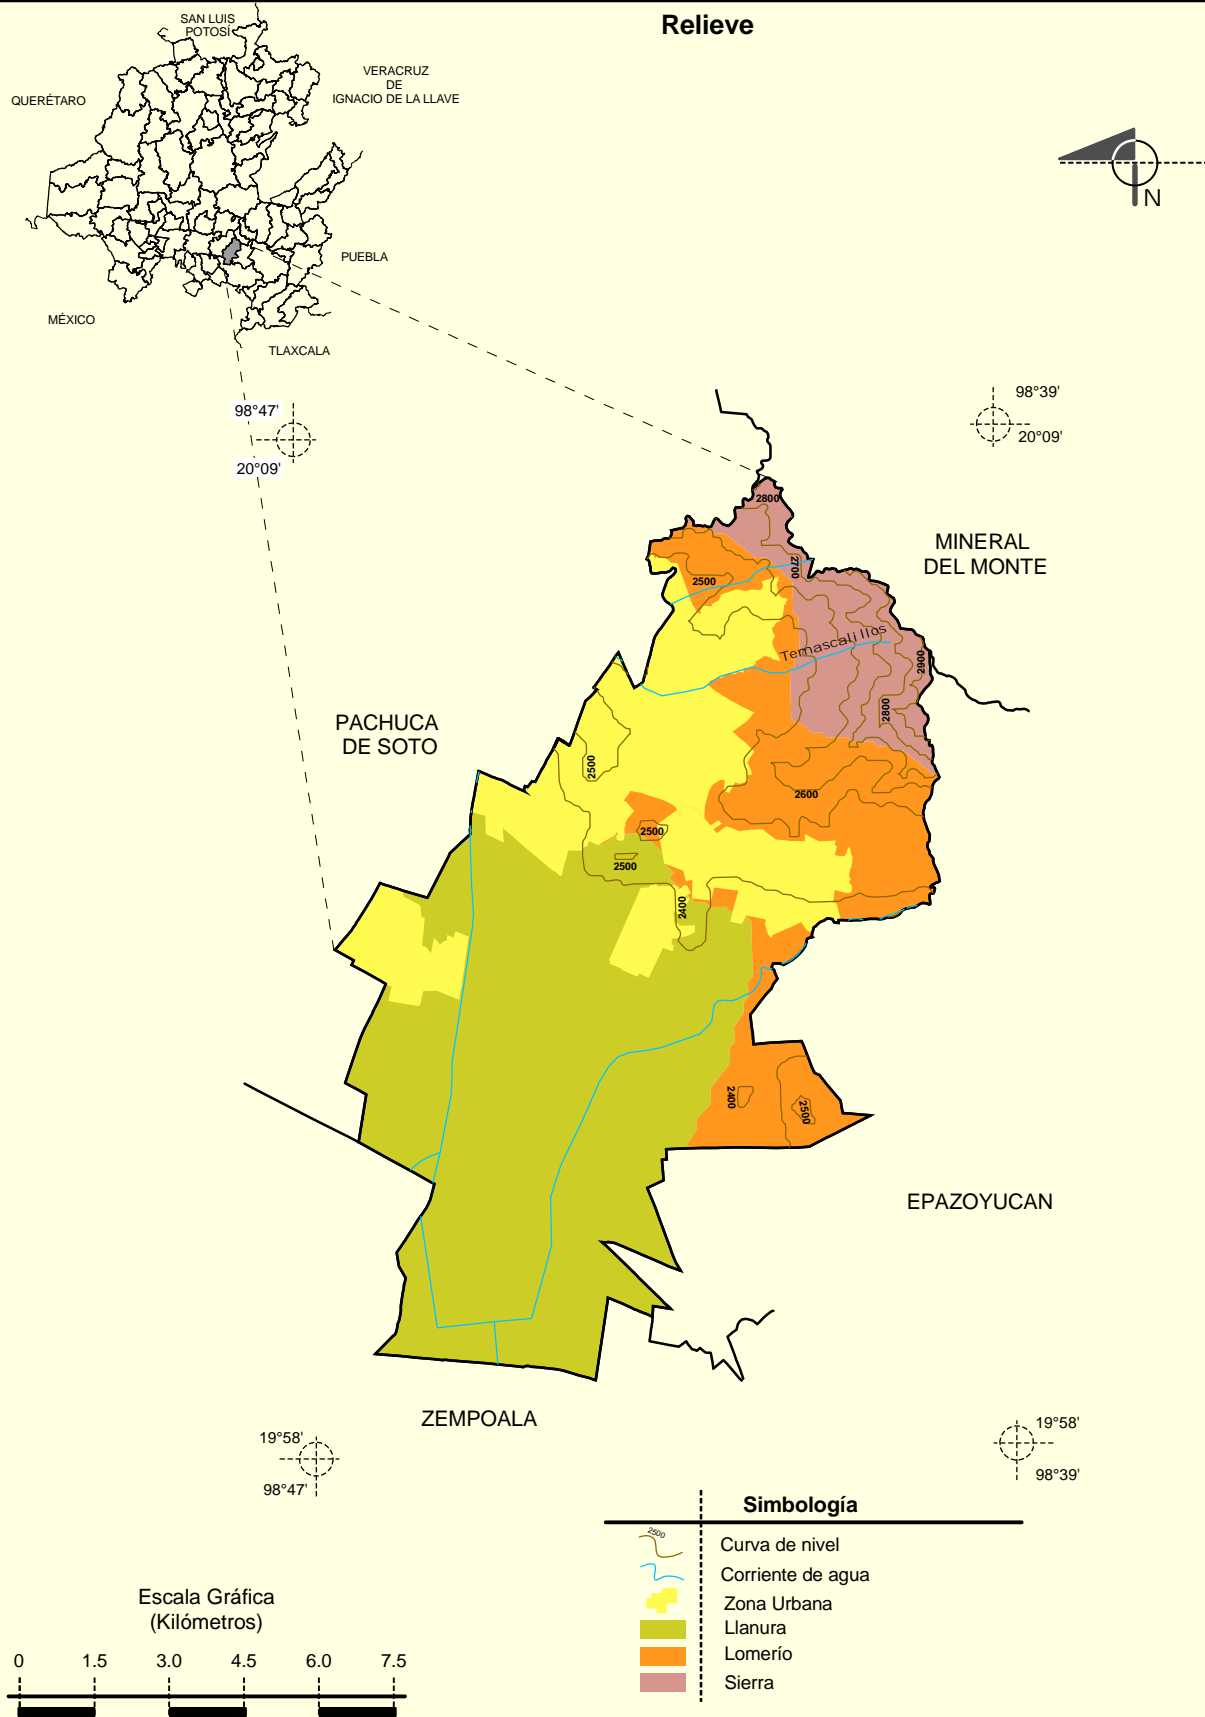 Relieve
SAN LUIS
POTOSÍ
VERACRUZ
DE
IGNACIO DE LA LLAVE
QUERÉTARO
N
PUEBLA
MÉXICO
TLAXCALA
98°47'
20°09'
98°39'
20°09'
MINERAL
DEL MONTE
2800
2700
2500
Temascalillos
2900
2800
PACHUCA
DE SOTO
2500
2600
2500
2500
2400
2400
2500
EPAZOYUCAN
ZEMPOALA
19°58'
98°47'
19°58'
98°39'
Simbología
2500
Curva de nivel
Corriente de agua
Zona Urbana
Llanura
Lomerío
Sierra
Escala Gráfica
(Kilómetros)
0 1.5 3.0 4.5 6.0 7.5